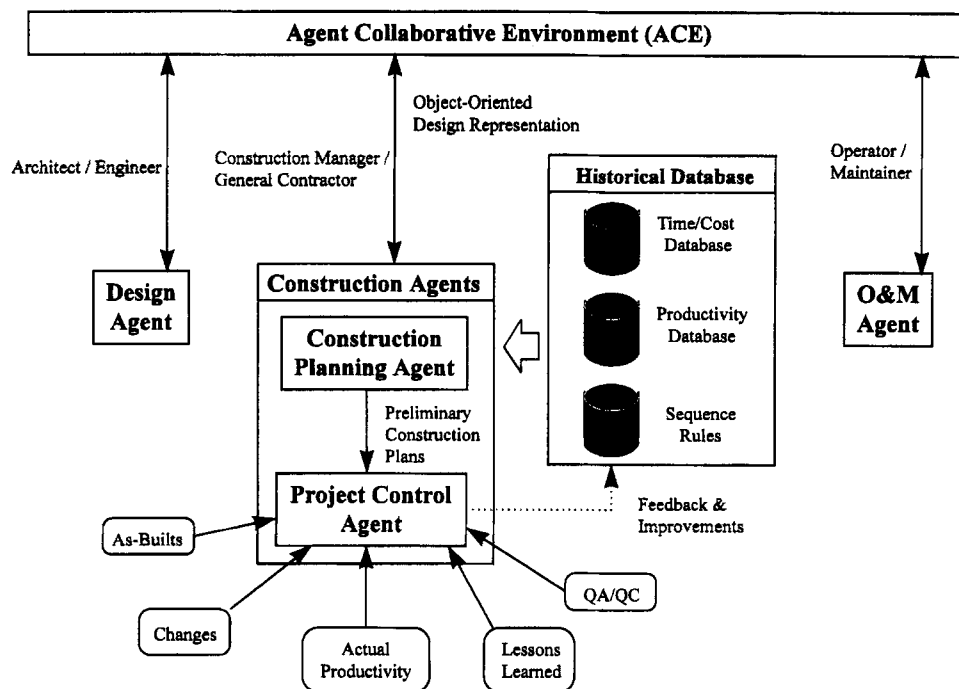 Agent Collaborative Environment (ACE)
Object-Oriented
Design Representation
Architect / Engineer
Construction Manager /
General Contractor
Operator /
Maintainer
Historical Database
Time/Cost
Database
Productivity
Database
Sequence
Rules
Design
Agent
Construction Agents
Construction
Planning Agent
O&M
Agent
Preliminary
Construction
Plans
Project Control
Agent
Feedback &
Improvements
As-Builts
Changes
Actual
Productivity
Lessons
Learned
QA/QC